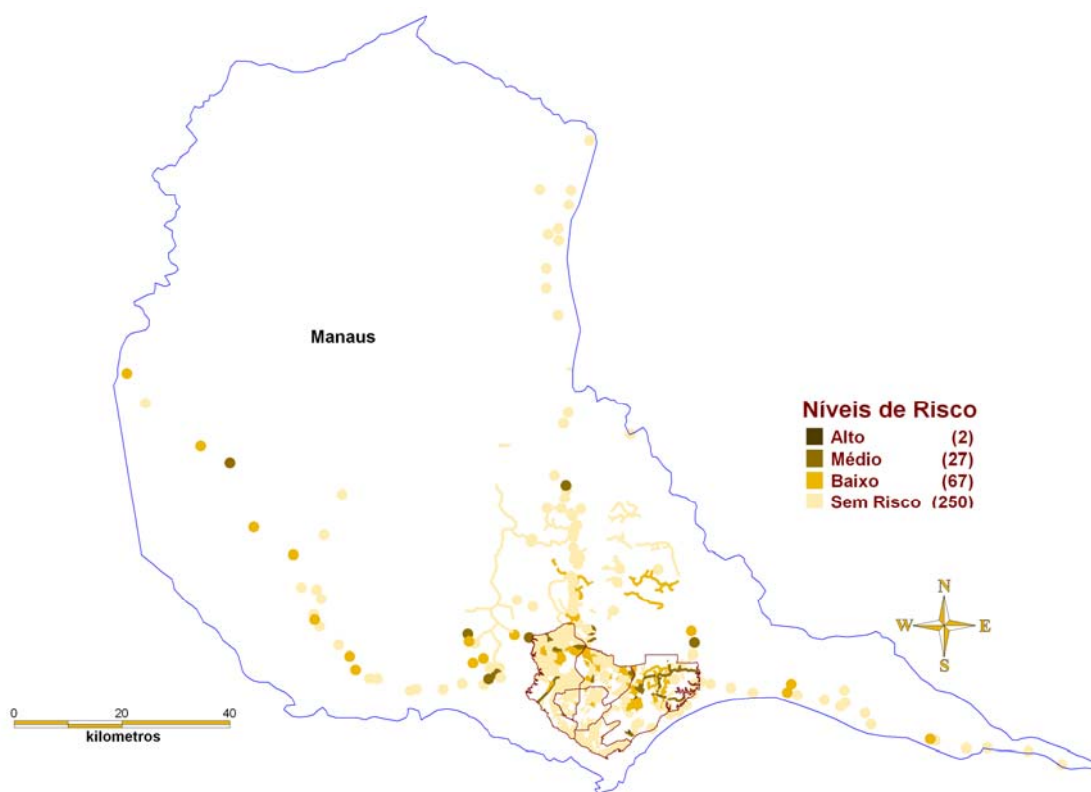 Manaus
Níveis de Risco
Alto (2)
Médio (27)
Baixo (67)
Sem Risco (250)
N
W E
S
0 20 40
kilometros